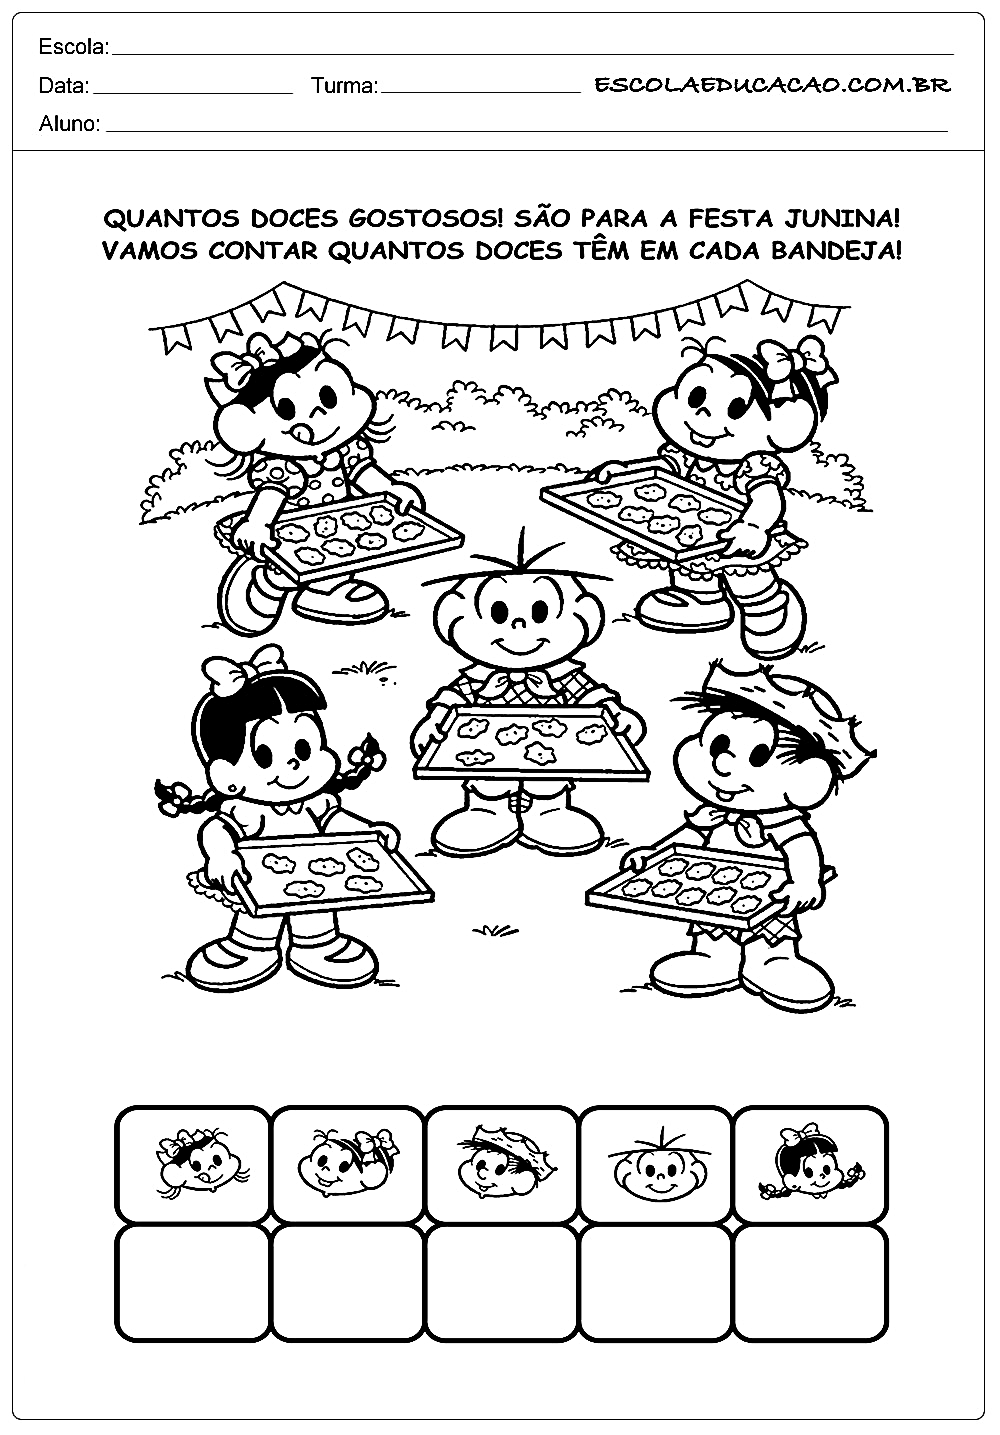 Escola:
Data: Turma: ESCOLAEDUCACAO.COM.BR
Aluno:
QUANTOS DOCES GOSTOSOS! SÃO PARA A FESTA JUNINA!
VAMOS CONTAR QUANTOS DOCES TÊM EM CADA BANDEJA!